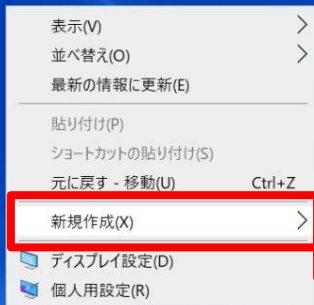 表示(V)
並べ替え(O)
最新の情報に更新(E)
貼り付け(P)
ショートカットの貼り付け(S)
元に戻す - 移動(U) Ctrl+Z
新規作成(X)
ディスプレイ設定(D)
個人用設定(R)